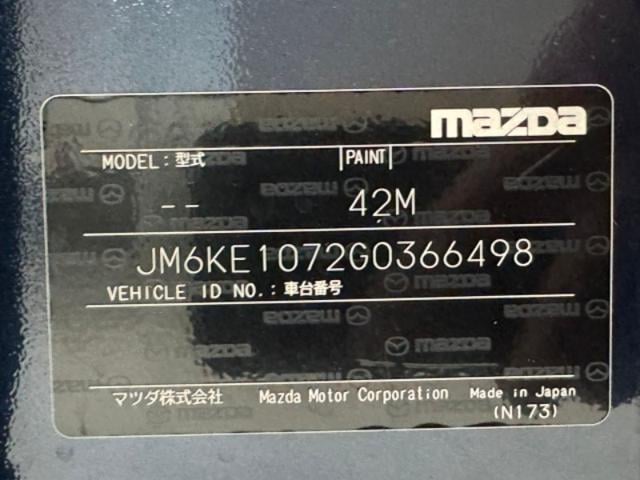 mazda
MODEL : 型式 PAINT
-- 42M
JM6KE1072G0366498
VEHICLE ID NO. : 車台番号
マツダ株式会社 Mazda Motor Corporation Made in Japan
(N173)